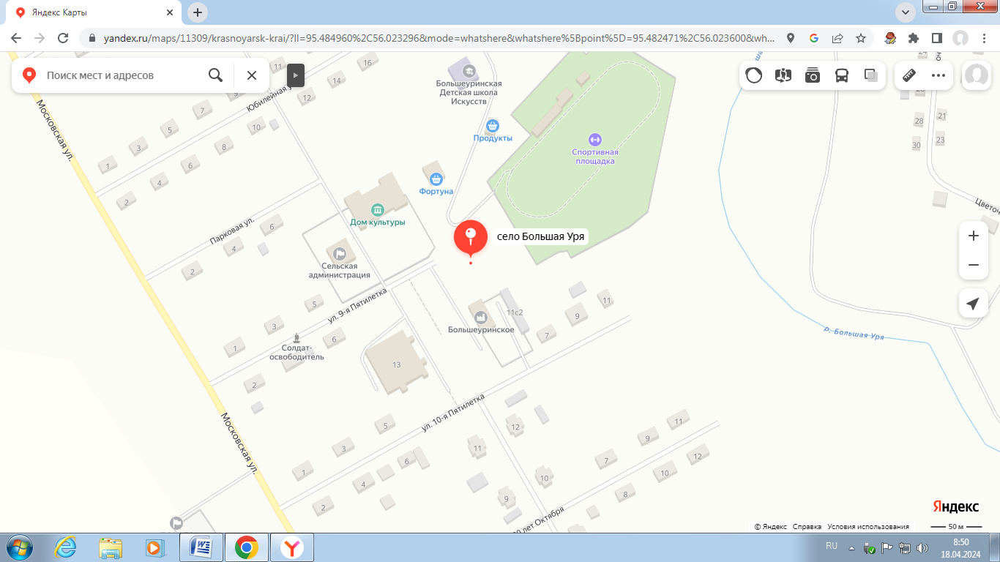 Яндекс Карты
yandex.ru/maps/11309/krasnoyarsk-krai/?ll=95.484960%2C56.023296&mode=whatshere&whatshere%5Bpoint%5D=95.482471%2C56.023600&wh...
Поиск мест и адресов
11
16
14
12
Юбилейная у
9
7
5
3
1
10
8
6
4
2
Московская ул.
Большеуринская
Детская школа
Искусств
Продукты
Спортивная
площадка
Фортуна
Дом культуры
село Большая Уря
Сельская
администрация
Парковая ул.
6
4
2
24
28
21
30
23
Цветоч
р. Большая Уря
ул. 9-я Пятилетка
5
3
1
6
2
Солдат-
освободитель
13
Большеуринское
11с2
7
9
11
ул. 10-я Пятилетка
5
3
1
6
4
2
Московская ул.
12
11
10
9
7
9
11
8
10
12
лет Октября
Яндекс
© Яндекс Справка Условия использования
50 м
RU
8:50
18.04.2024